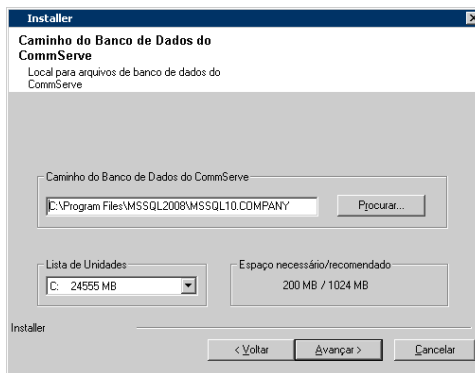 Installer
Caminho do Banco de Dados do
CommServe
Local para arquivos de banco de dados do
CommServe
Caminho do Banco de Dados do CommServe
C:\Program Files\MSSQL2008\MSSQL10.COMPANY
Procurar...
Lista de Unidades
C: 24555 MB
Espaço necessário/recomendado
200 MB / 1024 MB
Installer
< Voltar
Avançar >
Cancelar